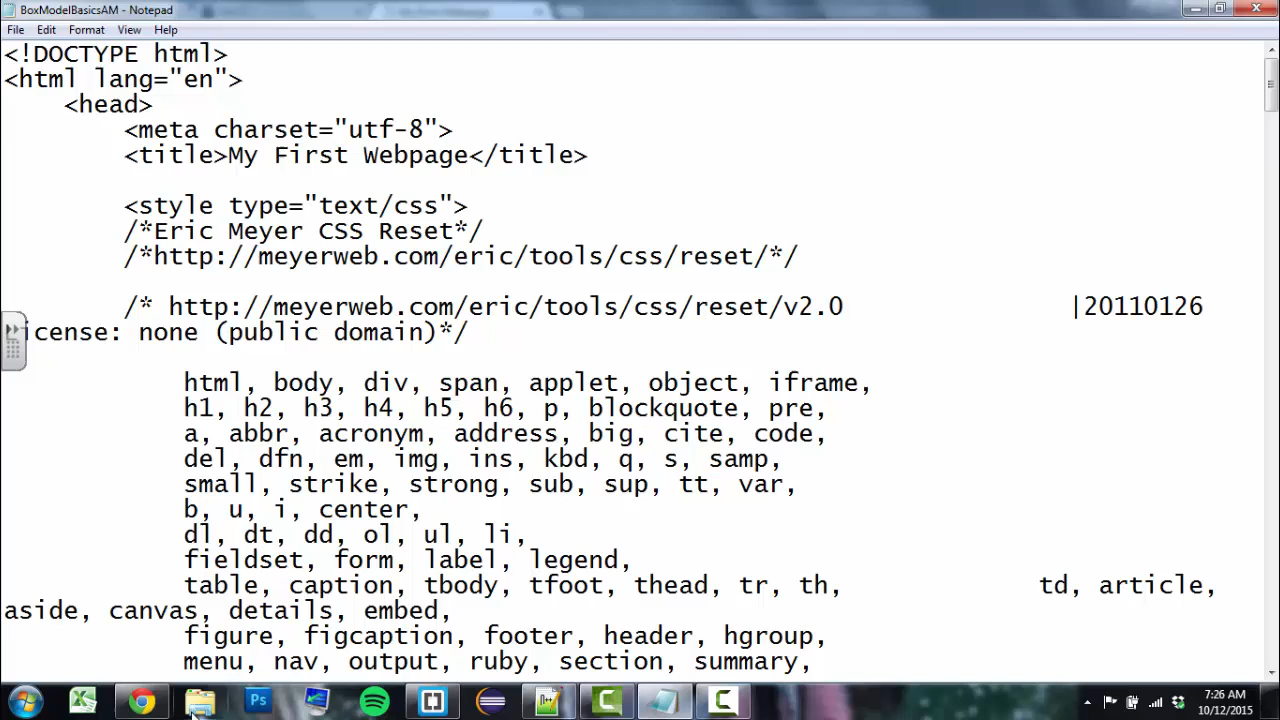 BoxModelBasicsAM - Notepad
File Edit Format View Help
<!DOCTYPE html>
<html lang="en">
<head>
<meta charset="utf-8">
<title>My First Webpage</title>
<style type="text/css">
/*Eric Meyer CSS Reset*/
/*http://meyerweb.com/eric/tools/css/reset/*/
/* http://meyerweb.com/eric/tools/css/reset/v2.0 |20110126
icense: none (public domain)*/
html, body, div, span, applet, object, iframe,
h1, h2, h3, h4, h5, h6, p, blockquote, pre,
a, abbr, acronym, address, big, cite, code,
del, dfn, em, img, ins, kbd, q, s, samp,
small, strike, strong, sub, sup, tt, var,
b, u, i, center,
dl, dt, dd, ol, ul, li,
fieldset, form, label, legend,
table, caption, tbody, tfoot, thead, tr, th, td, article,
aside, canvas, details, embed,
figure, figcaption, footer, header, hgroup,
menu, nav, output, ruby, section, summary,
Ps
7:26 AM
10/12/2015